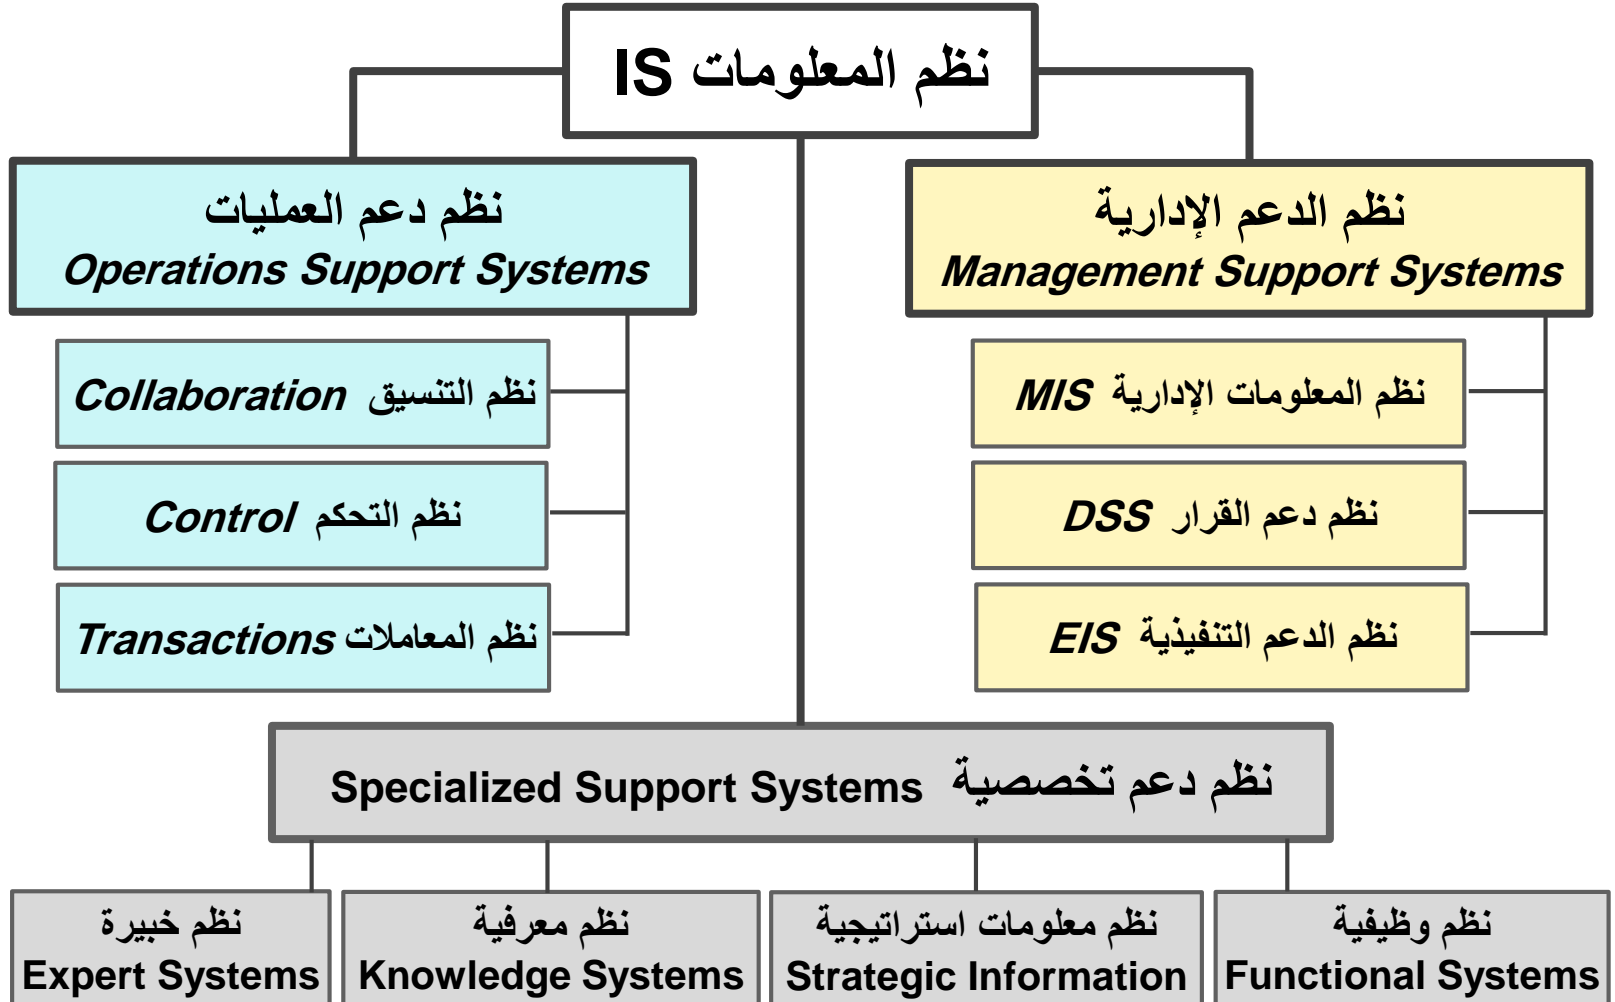 نظم المعلومات IS
نظم الدعم الإدارية
Management Support Systems
نظم المعلومات الإدارية MIS
نظم دعم القرار DSS
نظم الدعم التنفيذية EIS
نظم دعم العمليات
Operations Support Systems
نظم التنسيق Collaboration
نظم التحكم Control
نظم المعاملات Transactions
نظم دعم تخصصية Specialized Support Systems
نظم وظيفية
Functional Systems
نظم معلومات استراتيجية
Strategic Information
نظم معرفية
Knowledge Systems
نظم خبيرة
Expert Systems